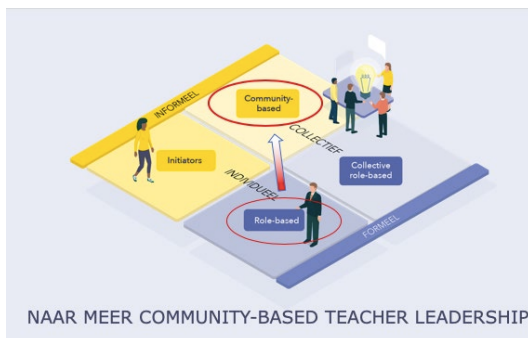 INFORMEEL
Community-
based
COLLECTIEF
Initiators
INDIVIDUEEL
Collective
role-based
Role-based
FORMEEL
NAAR MEER COMMUNITY-BASED TEACHER LEADERSHIP